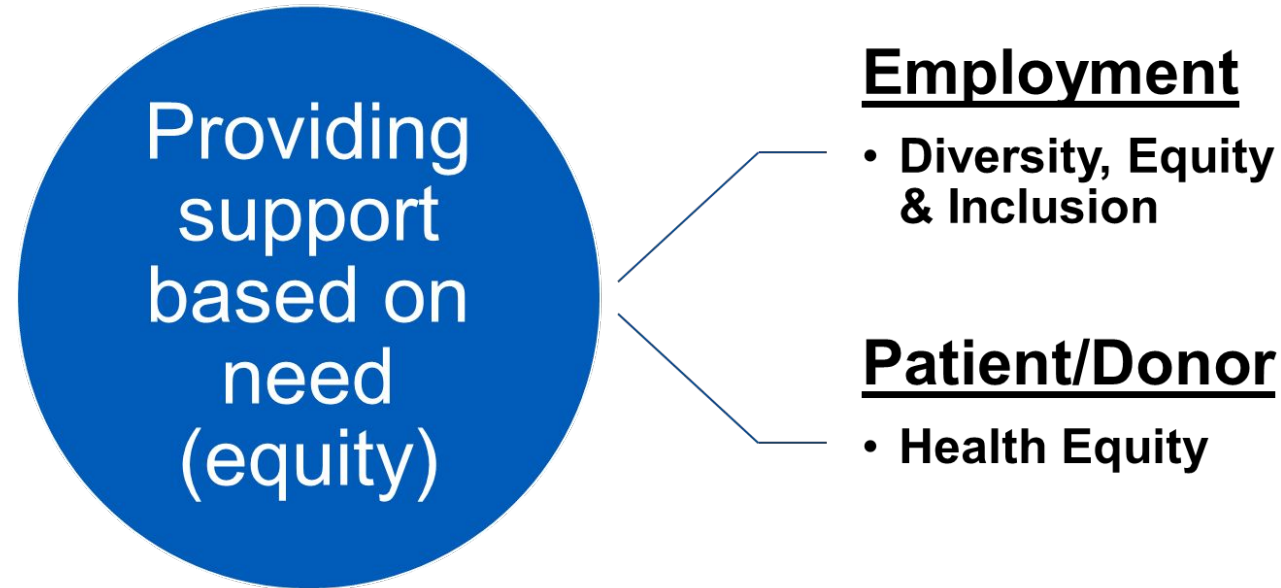 Providing
support
based on
need
(equity)
Employment
• Diversity, Equity
& Inclusion
Patient/Donor
• Health Equity